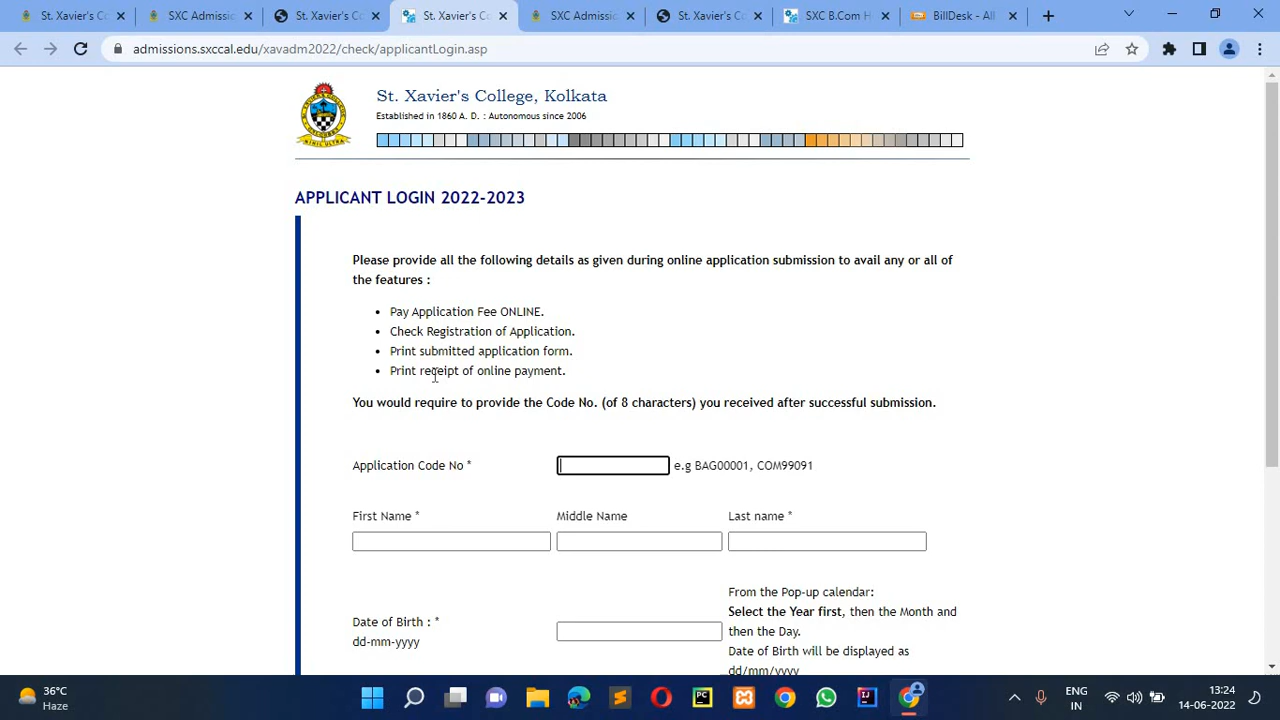 St. Xavier's Co
SXC Admissi
St. Xavier's C
St. Xavier's Co
SXC Admissi
St. Xavier's C
SXC B.Com H
BillDesk - All
admissions.sxccal.edu/xavadm2022/check/applicantLogin.asp
St. Xavier's College, Kolkata
Established in 1860 A. D. : Autonomous since 2006
NIHIL ULTRA
APPLICANT LOGIN 2022-2023
Please provide all the following details as given during online application submission to avail any or all of
the features :
• Pay Application Fee ONLINE.
• Check Registration of Application.
• Print submitted application form.
• Print receipt of online payment.
You would require to provide the Code No. (of 8 characters) you received after successful submission.
Application Code No * e.g BAG00001, COM99091
First Name * Middle Name Last name *
From the Pop-up calendar:
Select the Year first, then the Month and
then the Day.
Date of Birth will be displayed as
dd/mm/yyyy
Date of Birth : *
dd-mm-yyyy
36°C
Haze
PC
IJ
ENG
IN
13:24
14-06-2022